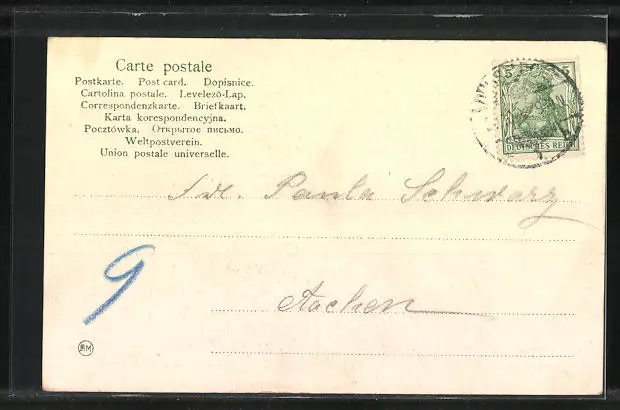 Carte postale
Postkarte. Post card. Dopisnice.
Cartolina postale. Levelező-Lap.
Correspondenzkarte. Briefkaart.
Karta korespondencyjna.
Pocztówka. Открытое письмо.
Weltpostverein.
Union postale universelle.
5 5
DEUTSCHES REICH
Frl. Paula Schwarz
9
Aachen